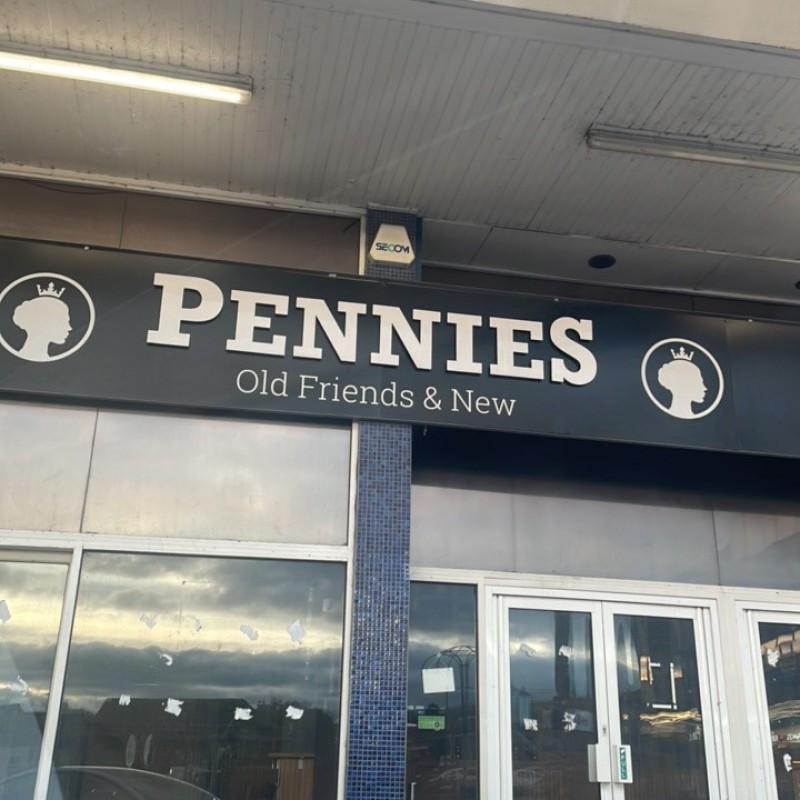 SECOM
PENNIES
Old Friends & New